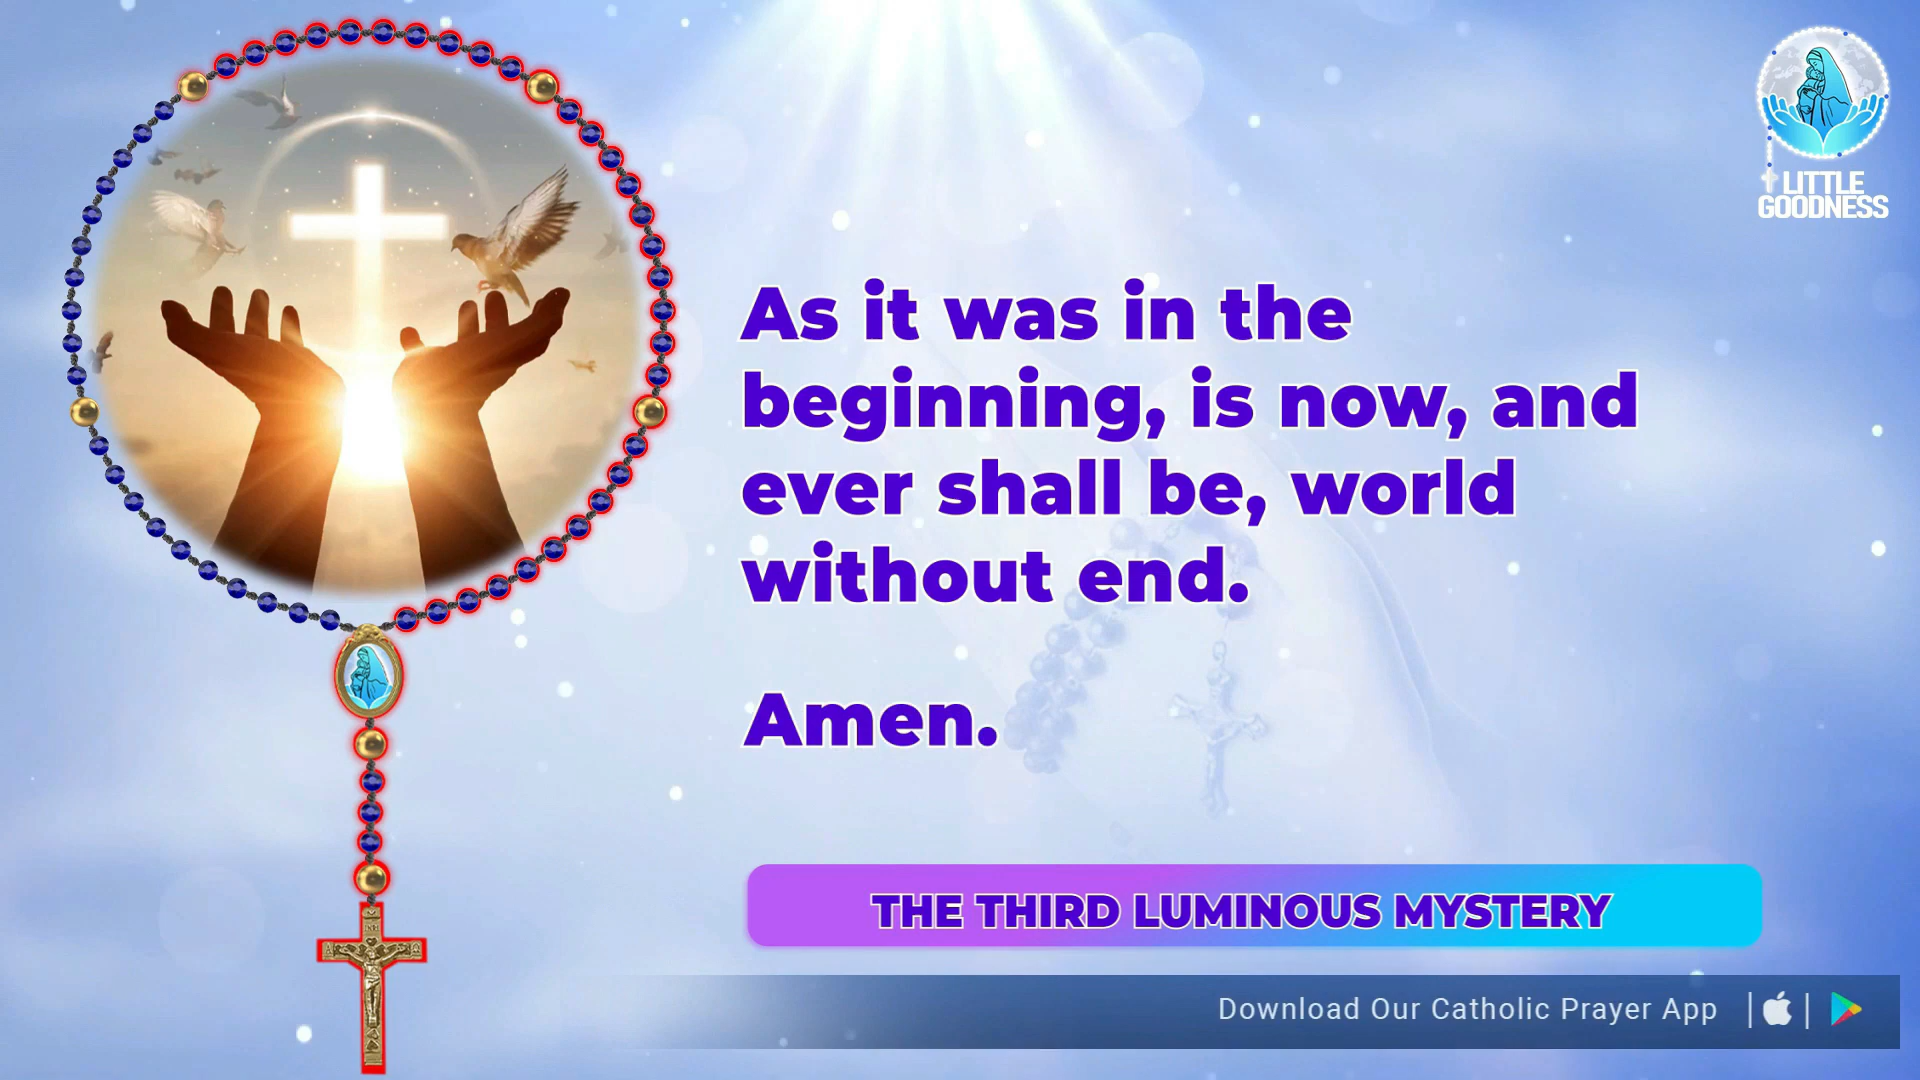 LITTLE
GOODNESS
As it was in the
beginning, is now, and
ever shall be, world
without end.
Amen.
THE THIRD LUMINOUS MYSTERY
Download Our Catholic Prayer App
INRI